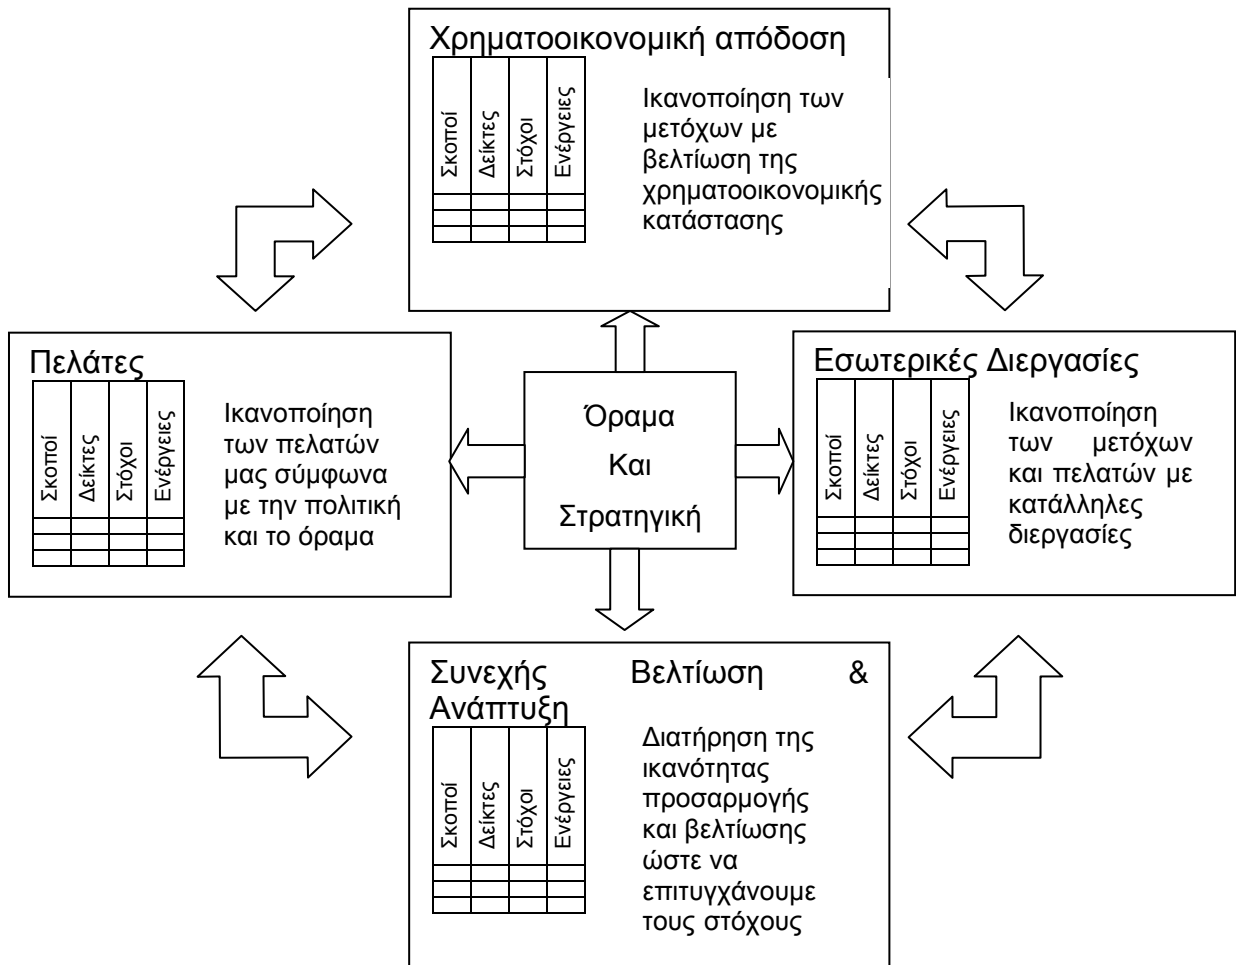 Χρηματοοικονομική απόδοση
Σκοποί
Δείκτες
Στόχοι
Ενέργειες
Ικανοποίηση των
μετόχων με
βελτίωση της
χρηματοοικονομικής
κατάστασης
Πελάτες
Σκοποί
Δείκτες
Στόχοι
Ενέργειες
Ικανοποίηση
των πελατών
μας σύμφωνα
με την πολιτική
και το όραμα
Όραμα
Και
Στρατηγική
Εσωτερικές Διεργασίες
Σκοποί
Δείκτες
Στόχοι
Ενέργειες
Ικανοποίηση
των μετόχων
και πελατών με
κατάλληλες
διεργασίες
Συνεχής Βελτίωση &
Ανάπτυξη
Σκοποί
Δείκτες
Στόχοι
Ενέργειες
Διατήρηση της
ικανότητας
προσαρμογής
και βελτίωσης
ώστε να
επιτυγχάνουμε
τους στόχους